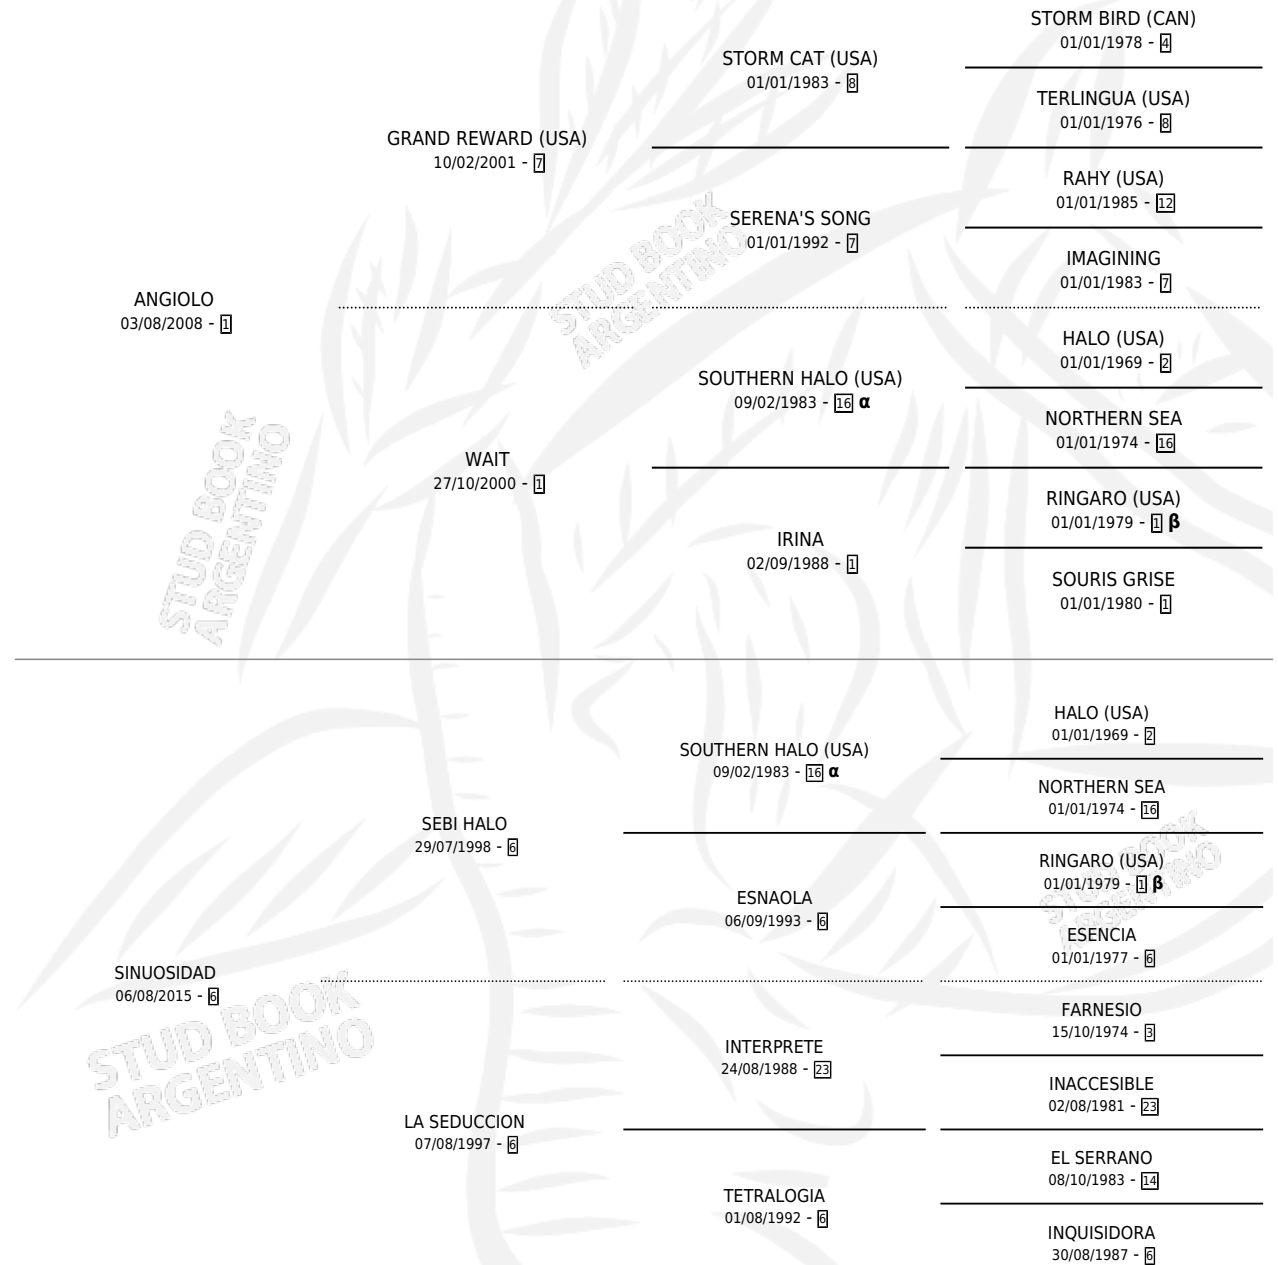 STORM BIRD (CAN)
01/01/1978 - 4
STORM CAT (USA)
01/01/1983 - 8
TERLINGUA (USA)
01/01/1976 - 8
GRAND REWARD (USA)
10/02/2001 - 7
RAHY (USA)
01/01/1985 - 12
SERENA'S SONG
01/01/1992 - 7
IMAGINING
01/01/1983 - 7
ANGIOLO
03/08/2008 - 1
HALO (USA)
01/01/1969 - 2
SOUTHERN HALO (USA)
09/02/1983 - 16 α
NORTHERN SEA
01/01/1974 - 16
WAIT
27/10/2000 - 1
RINGARO (USA)
01/01/1979 - 1 β
IRINA
02/09/1988 - 1
SOURIS GRISE
01/01/1980 - 1
STUD BOOK
ARGENTINO
STUD BOOK
ARGENTINO
HALO (USA)
01/01/1969 - 2
SOUTHERN HALO (USA)
09/02/1983 - 16 α
NORTHERN SEA
01/01/1974 - 16
SEBI HALO
29/07/1998 - 6
RINGARO (USA)
01/01/1979 - 1 β
ESNAOLA
06/09/1993 - 6
ESENCIA
01/01/1977 - 6
SINUOSIDAD
06/08/2015 - 6
FARNESIO
15/10/1974 - 3
INTERPRETE
24/08/1988 - 23
INACCESIBLE
02/08/1981 - 23
LA SEDUCCION
07/08/1997 - 6
EL SERRANO
08/10/1983 - 14
TETRALOGIA
01/08/1992 - 6
INQUISIDORA
30/08/1987 - 6
STUD BOOK
ARGENTINO
STUD BOOK
ARGENTINO